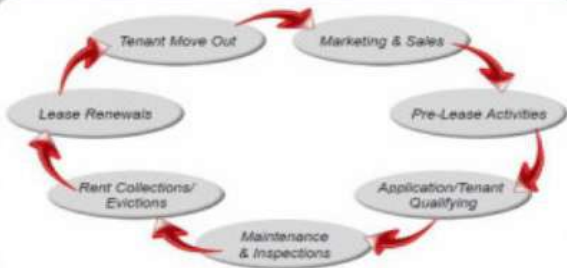 Tenant Move Out
Marketing & Sales
Pre-Lease Activities
Application/Tenant
Qualifying
Maintenance
& Inspections
Rent Collections/
Evictions
Lease Renewals